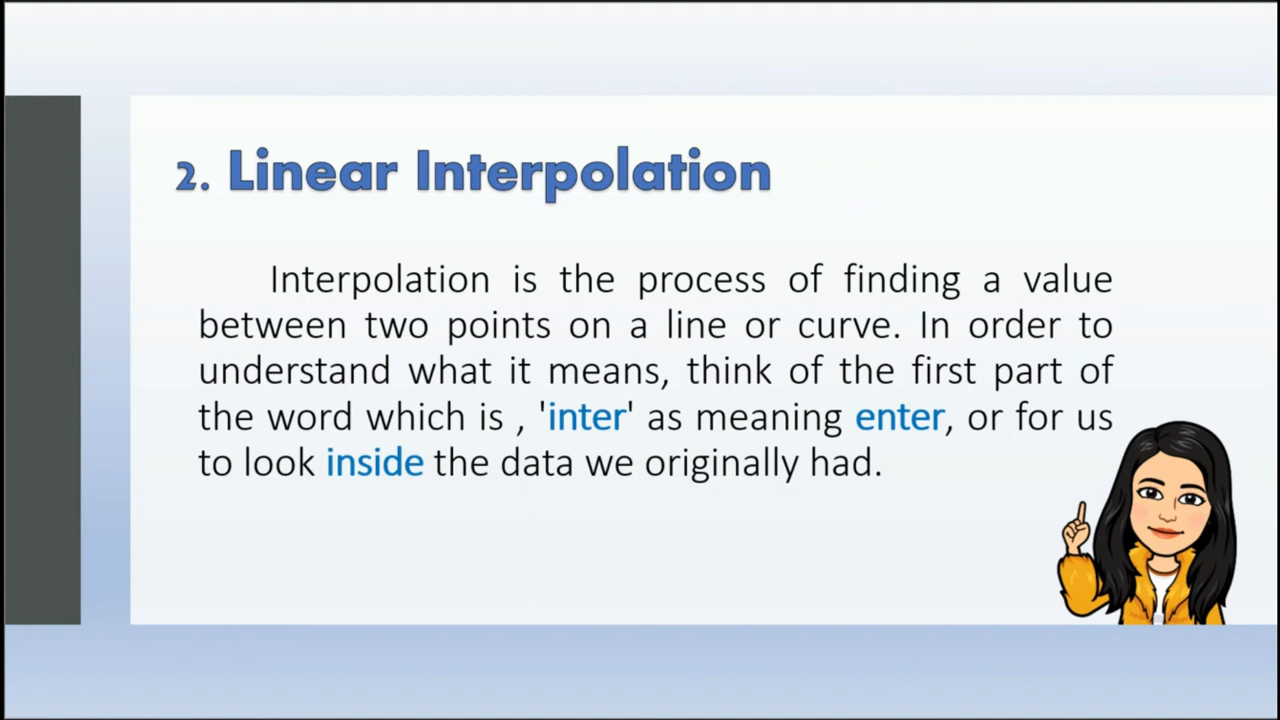 2. Linear Interpolation
Interpolation is the process of finding a value
between two points on a line or curve. In order to
understand what it means, think of the first part of
the word which is , 'inter' as meaning enter, or for us
to look inside the data we originally had.